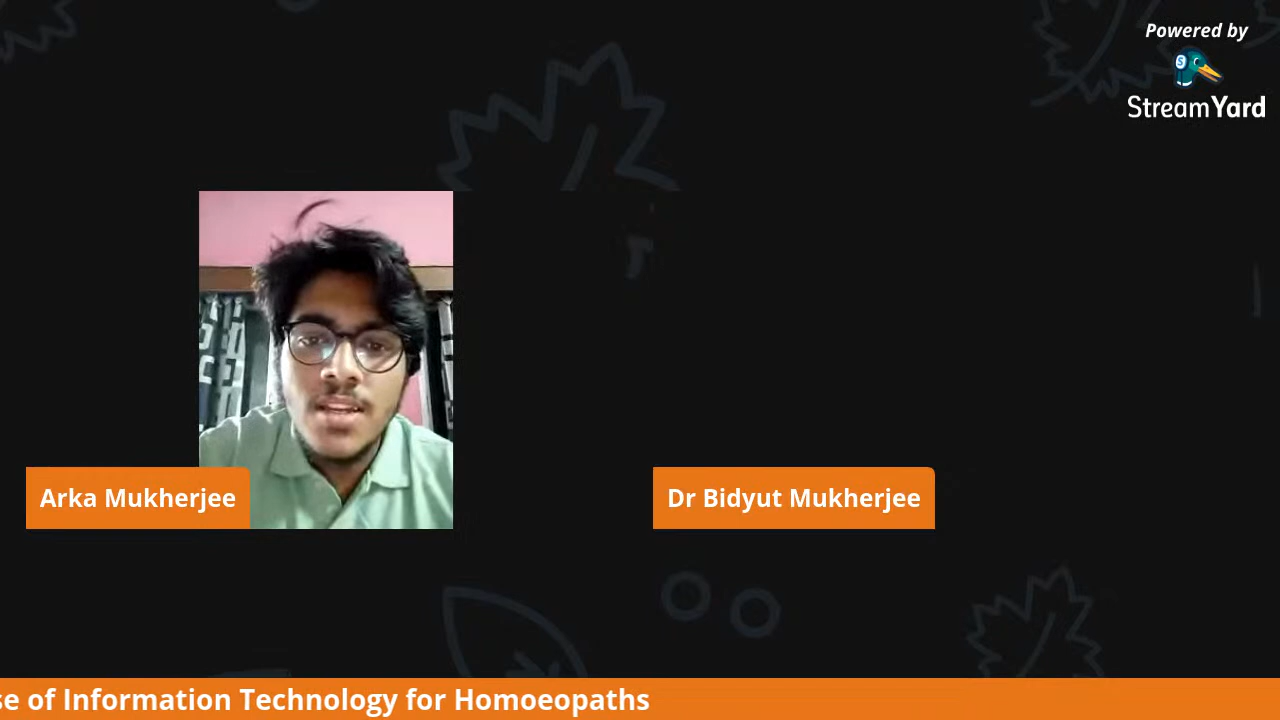 Powered by
StreamYard
Arka Mukherjee
Dr Bidyut Mukherjee
se of Information Technology for Homoeopaths